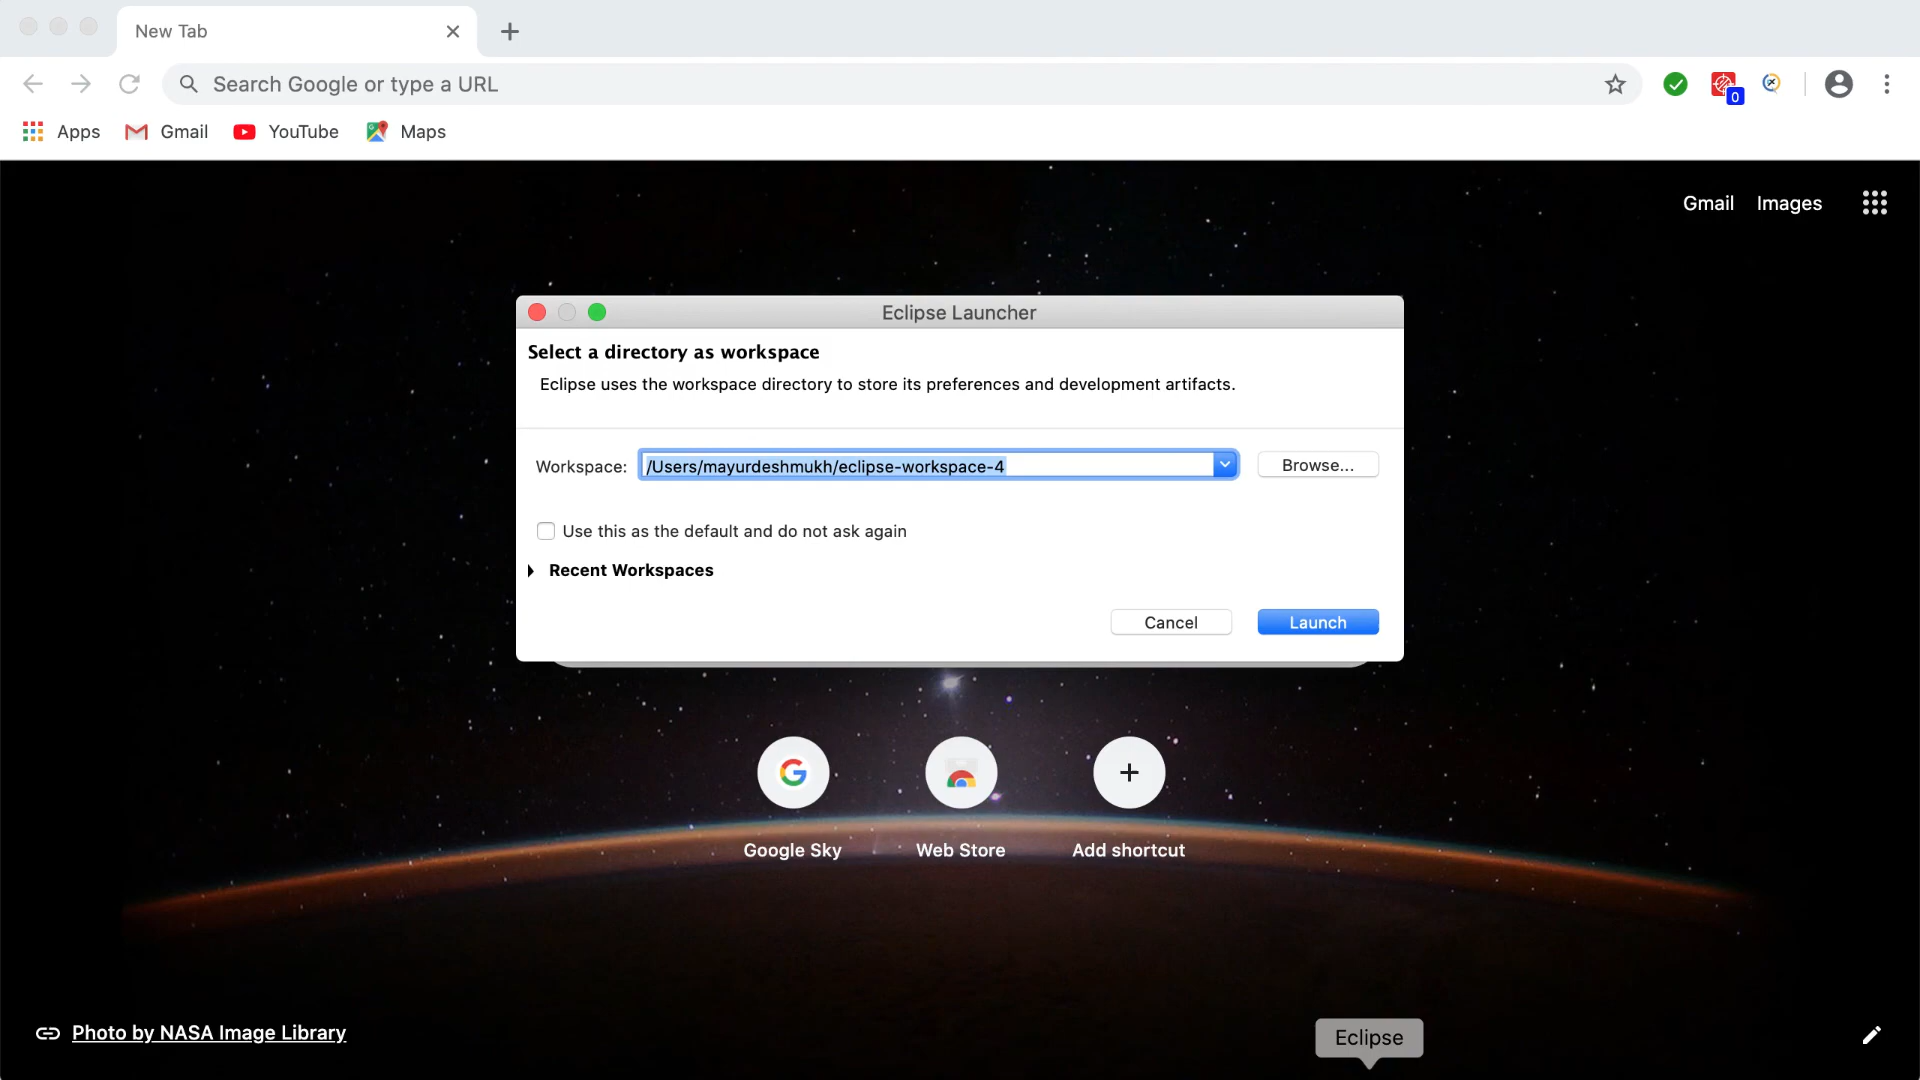 New Tab
Search Google or type a URL
0
Apps Gmail YouTube Maps
Gmail Images
Eclipse Launcher
Select a directory as workspace
Eclipse uses the workspace directory to store its preferences and development artifacts.
Workspace: /Users/mayurdeshmukh/eclipse-workspace-4 Browse...
Use this as the default and do not ask again
Recent Workspaces
Cancel Launch
Google Sky Web Store Add shortcut
Photo by NASA Image Library
Eclipse